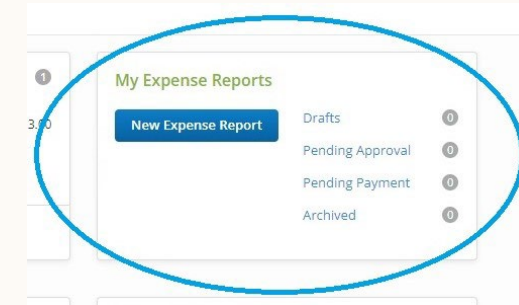 1
My Expense Reports
3.00
New Expense Report
Drafts 0
Pending Approval 0
Pending Payment 0
Archived 0